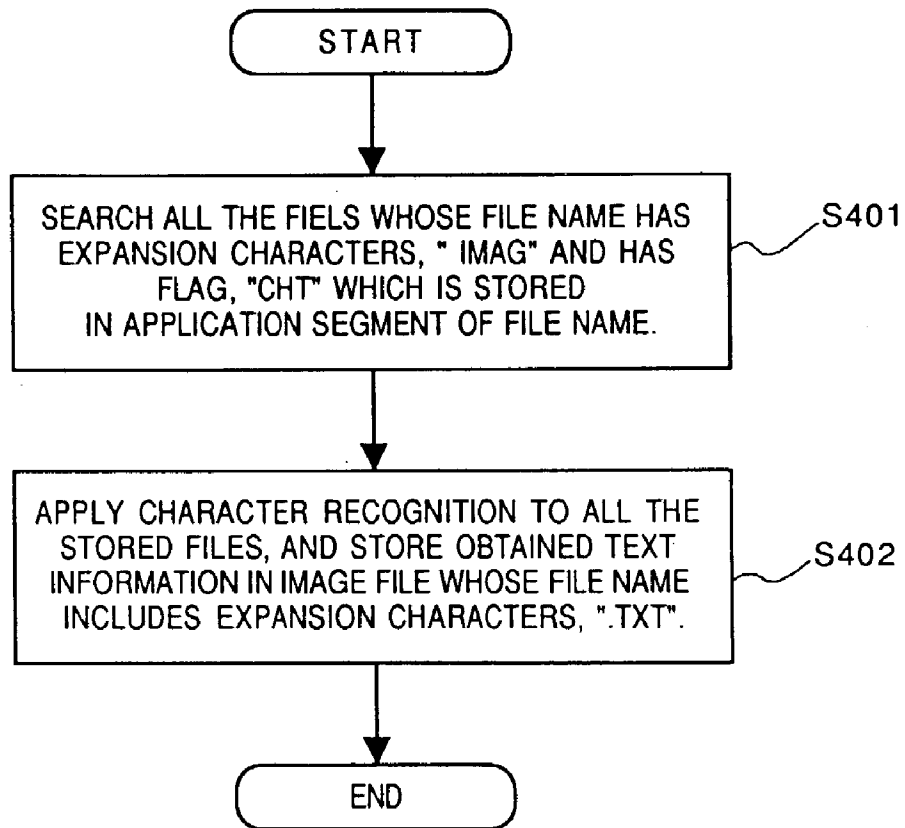 START
SEARCH ALL THE FIELS WHOSE FILE NAME HAS
EXPANSION CHARACTERS, " IMAG" AND HAS
FLAG, "CHT" WHICH IS STORED
IN APPLICATION SEGMENT OF FILE NAME.
S401
APPLY CHARACTER RECOGNITION TO ALL THE
STORED FILES, AND STORE OBTAINED TEXT
INFORMATION IN IMAGE FILE WHOSE FILE NAME
INCLUDES EXPANSION CHARACTERS, ".TXT".
S402
END